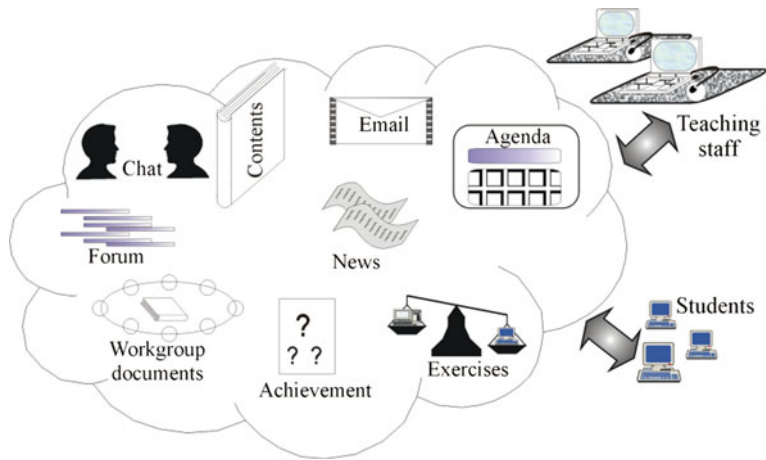 Contents
Email
Agenda
Teaching
staff
Chat
Forum
News
Students
Workgroup
documents
Achievement
Exercises
?
? ?